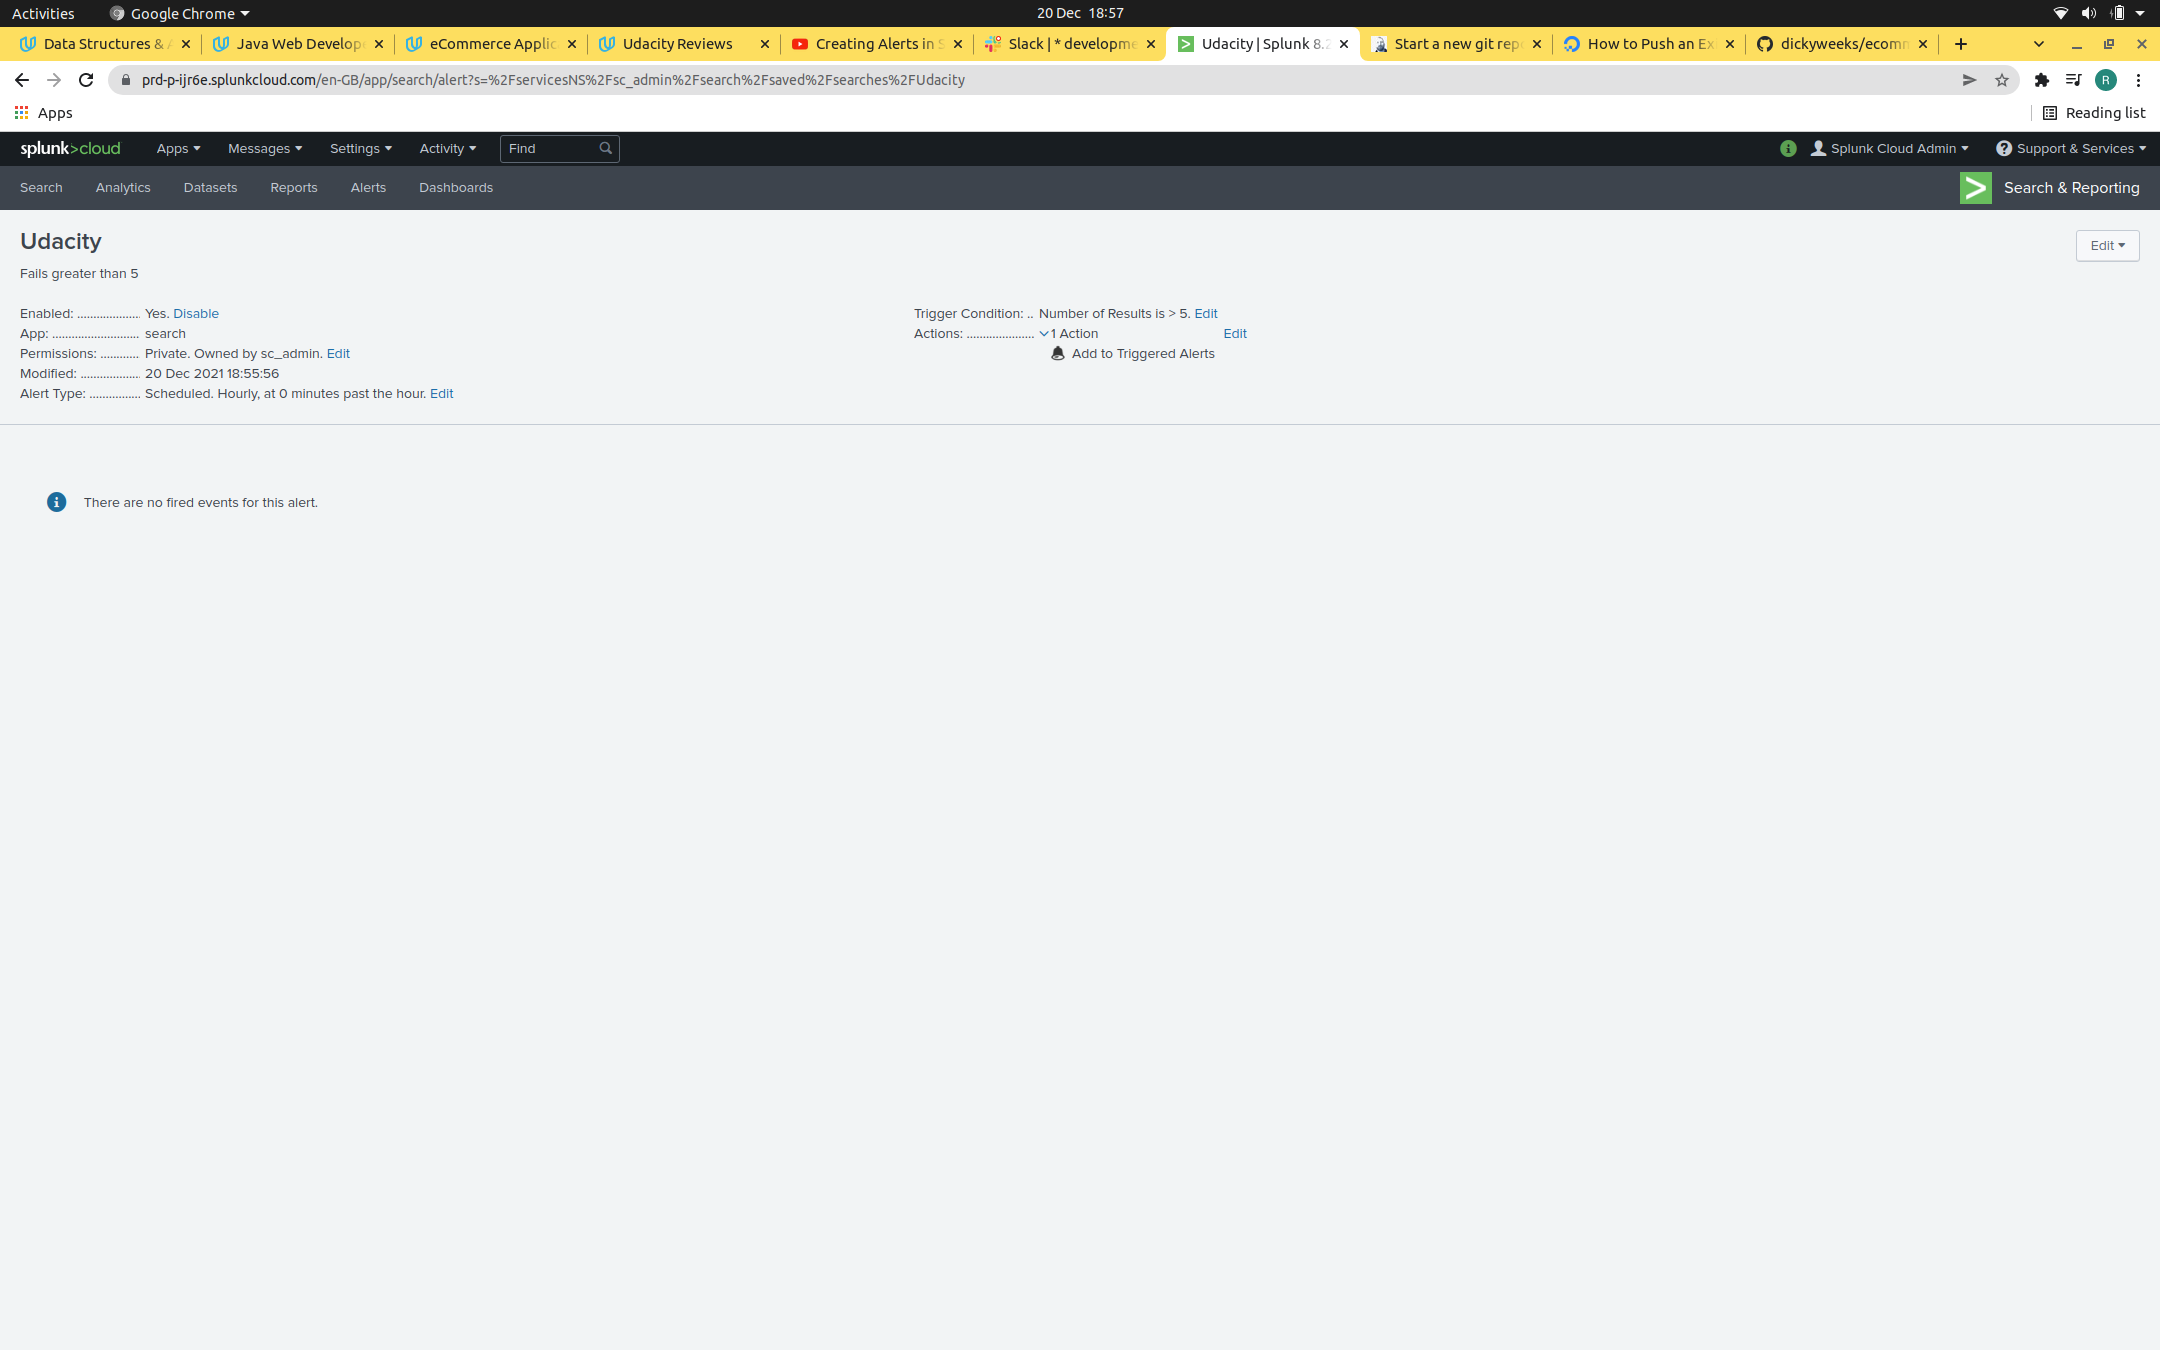 Activities Google Chrome 20 Dec 18:57
Data Structures & A Java Web Develop eCommerce Applic Udacity Reviews Creating Alerts in S Slack | * developme Udacity | Splunk 8.2 Start a new git repo How to Push an Exi dickyweeks/ecomm
prd-p-ijr6e.splunkcloud.com/en-GB/app/search/alert?s=%2FservicesNS%2Fsc_admin%2Fsearch%2Fsaved%2Fsearches%2FUdacity R
Apps Reading list
splunk>cloud Apps Messages Settings Activity Find Splunk Cloud Admin Support & Services
Search Analytics Datasets Reports Alerts Dashboards Search & Reporting
Udacity Edit
Fails greater than 5
Enabled: .................... Yes. Disable Trigger Condition: .. Number of Results is > 5. Edit
App: ........................... search Actions: ..................... 1 Action Edit
Permissions: ............ Private. Owned by sc_admin. Edit Add to Triggered Alerts
Modified: ................... 20 Dec 2021 18:55:56
Alert Type: ................ Scheduled. Hourly, at 0 minutes past the hour. Edit
There are no fired events for this alert.